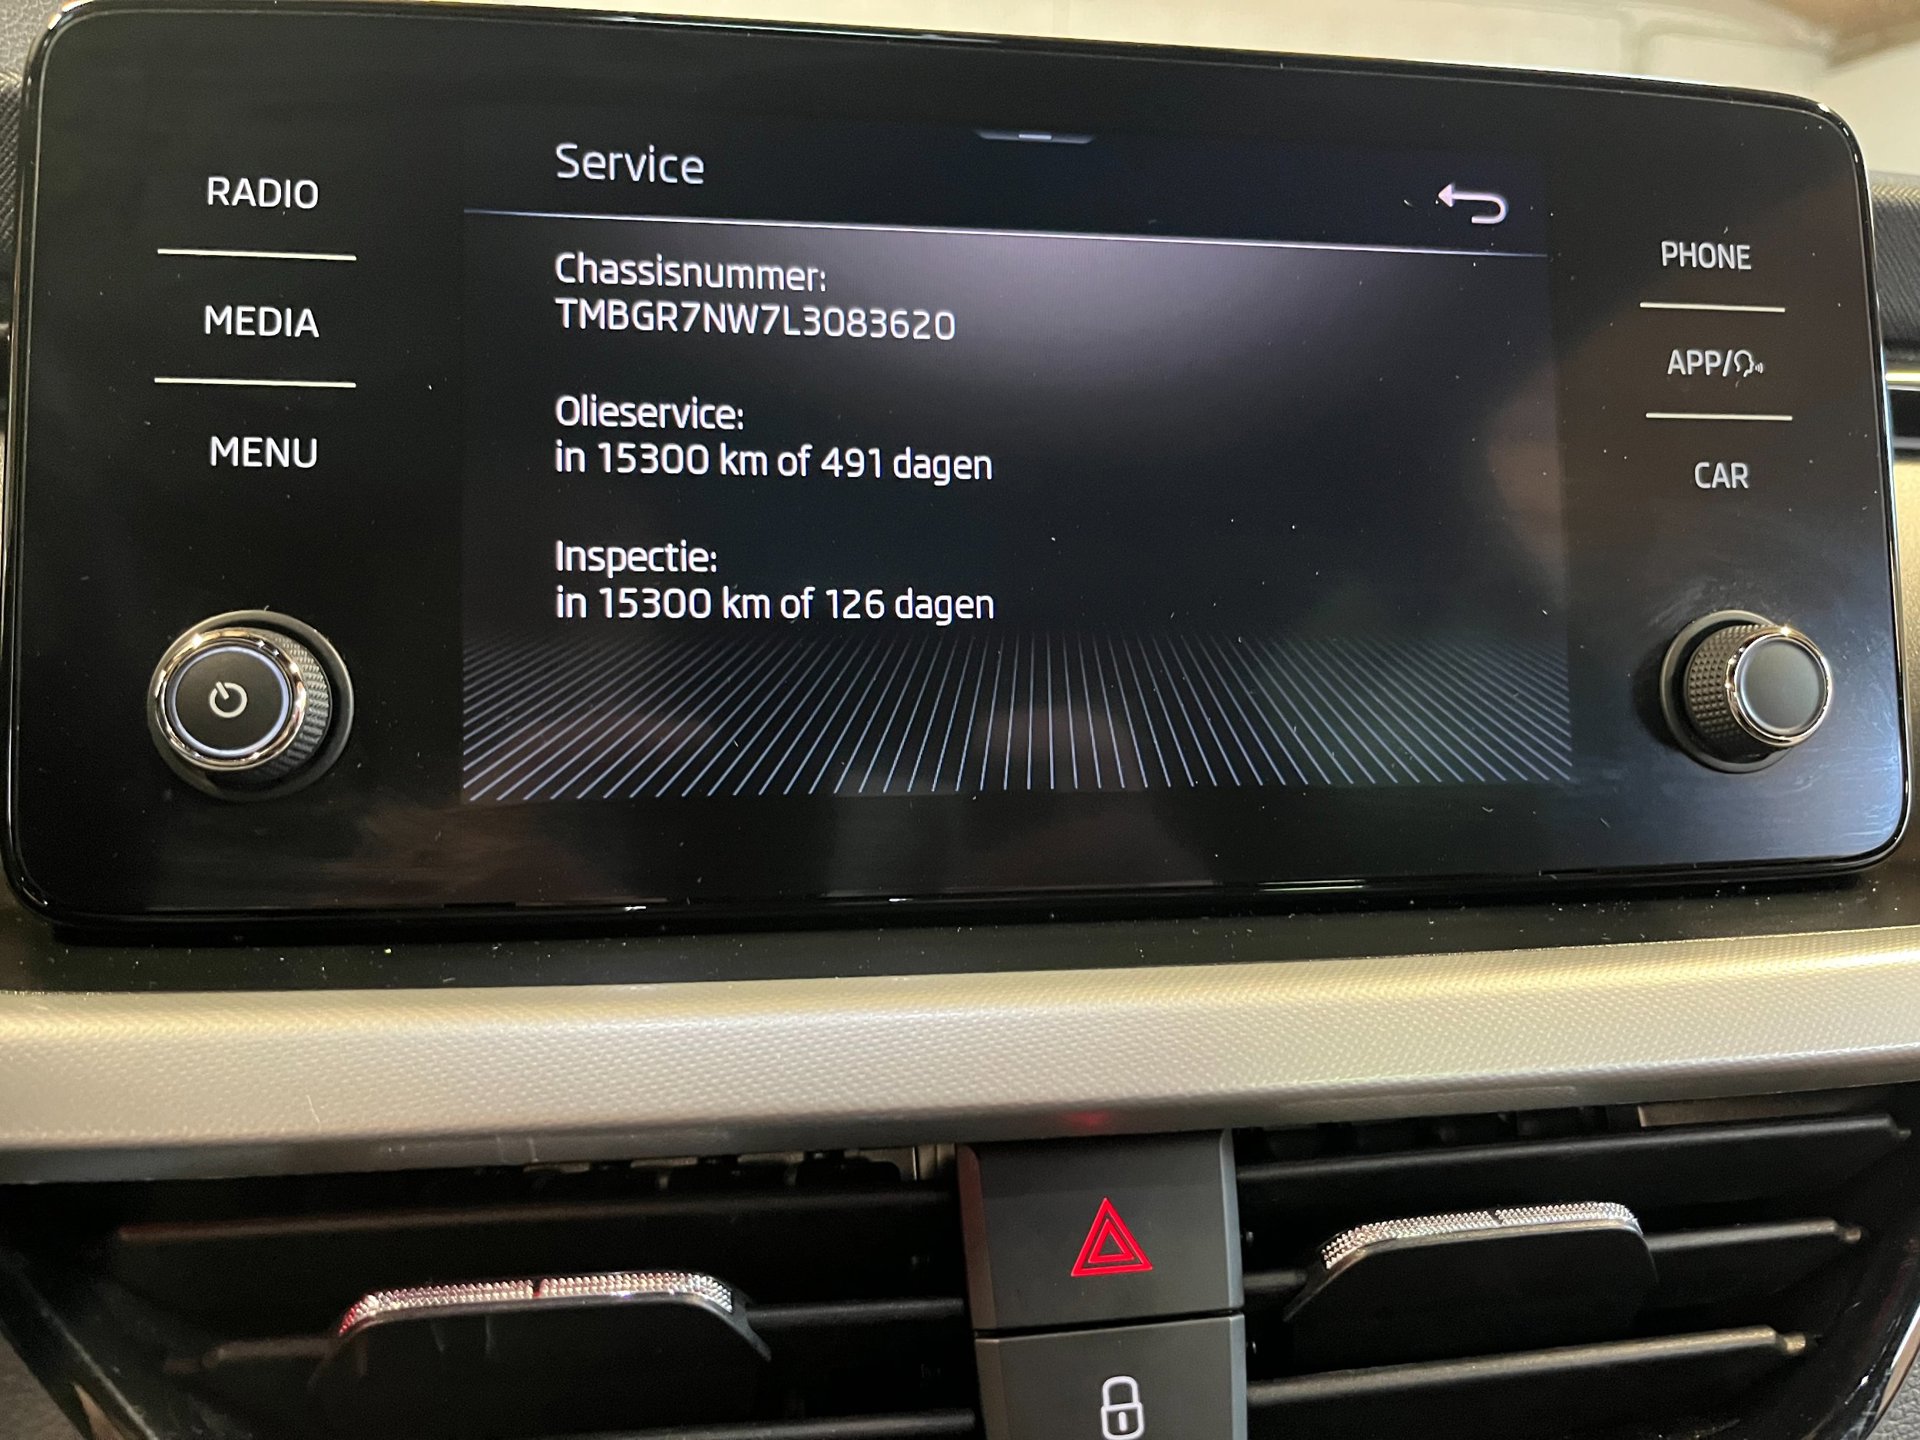 Service
RADIO
MEDIA
MENU
Chassisnummer:
TMBGR7NW7L3083620
Olieservice:
in 15300 km of 491 dagen
Inspectie:
in 15300 km of 126 dagen
PHONE
APP/
CAR